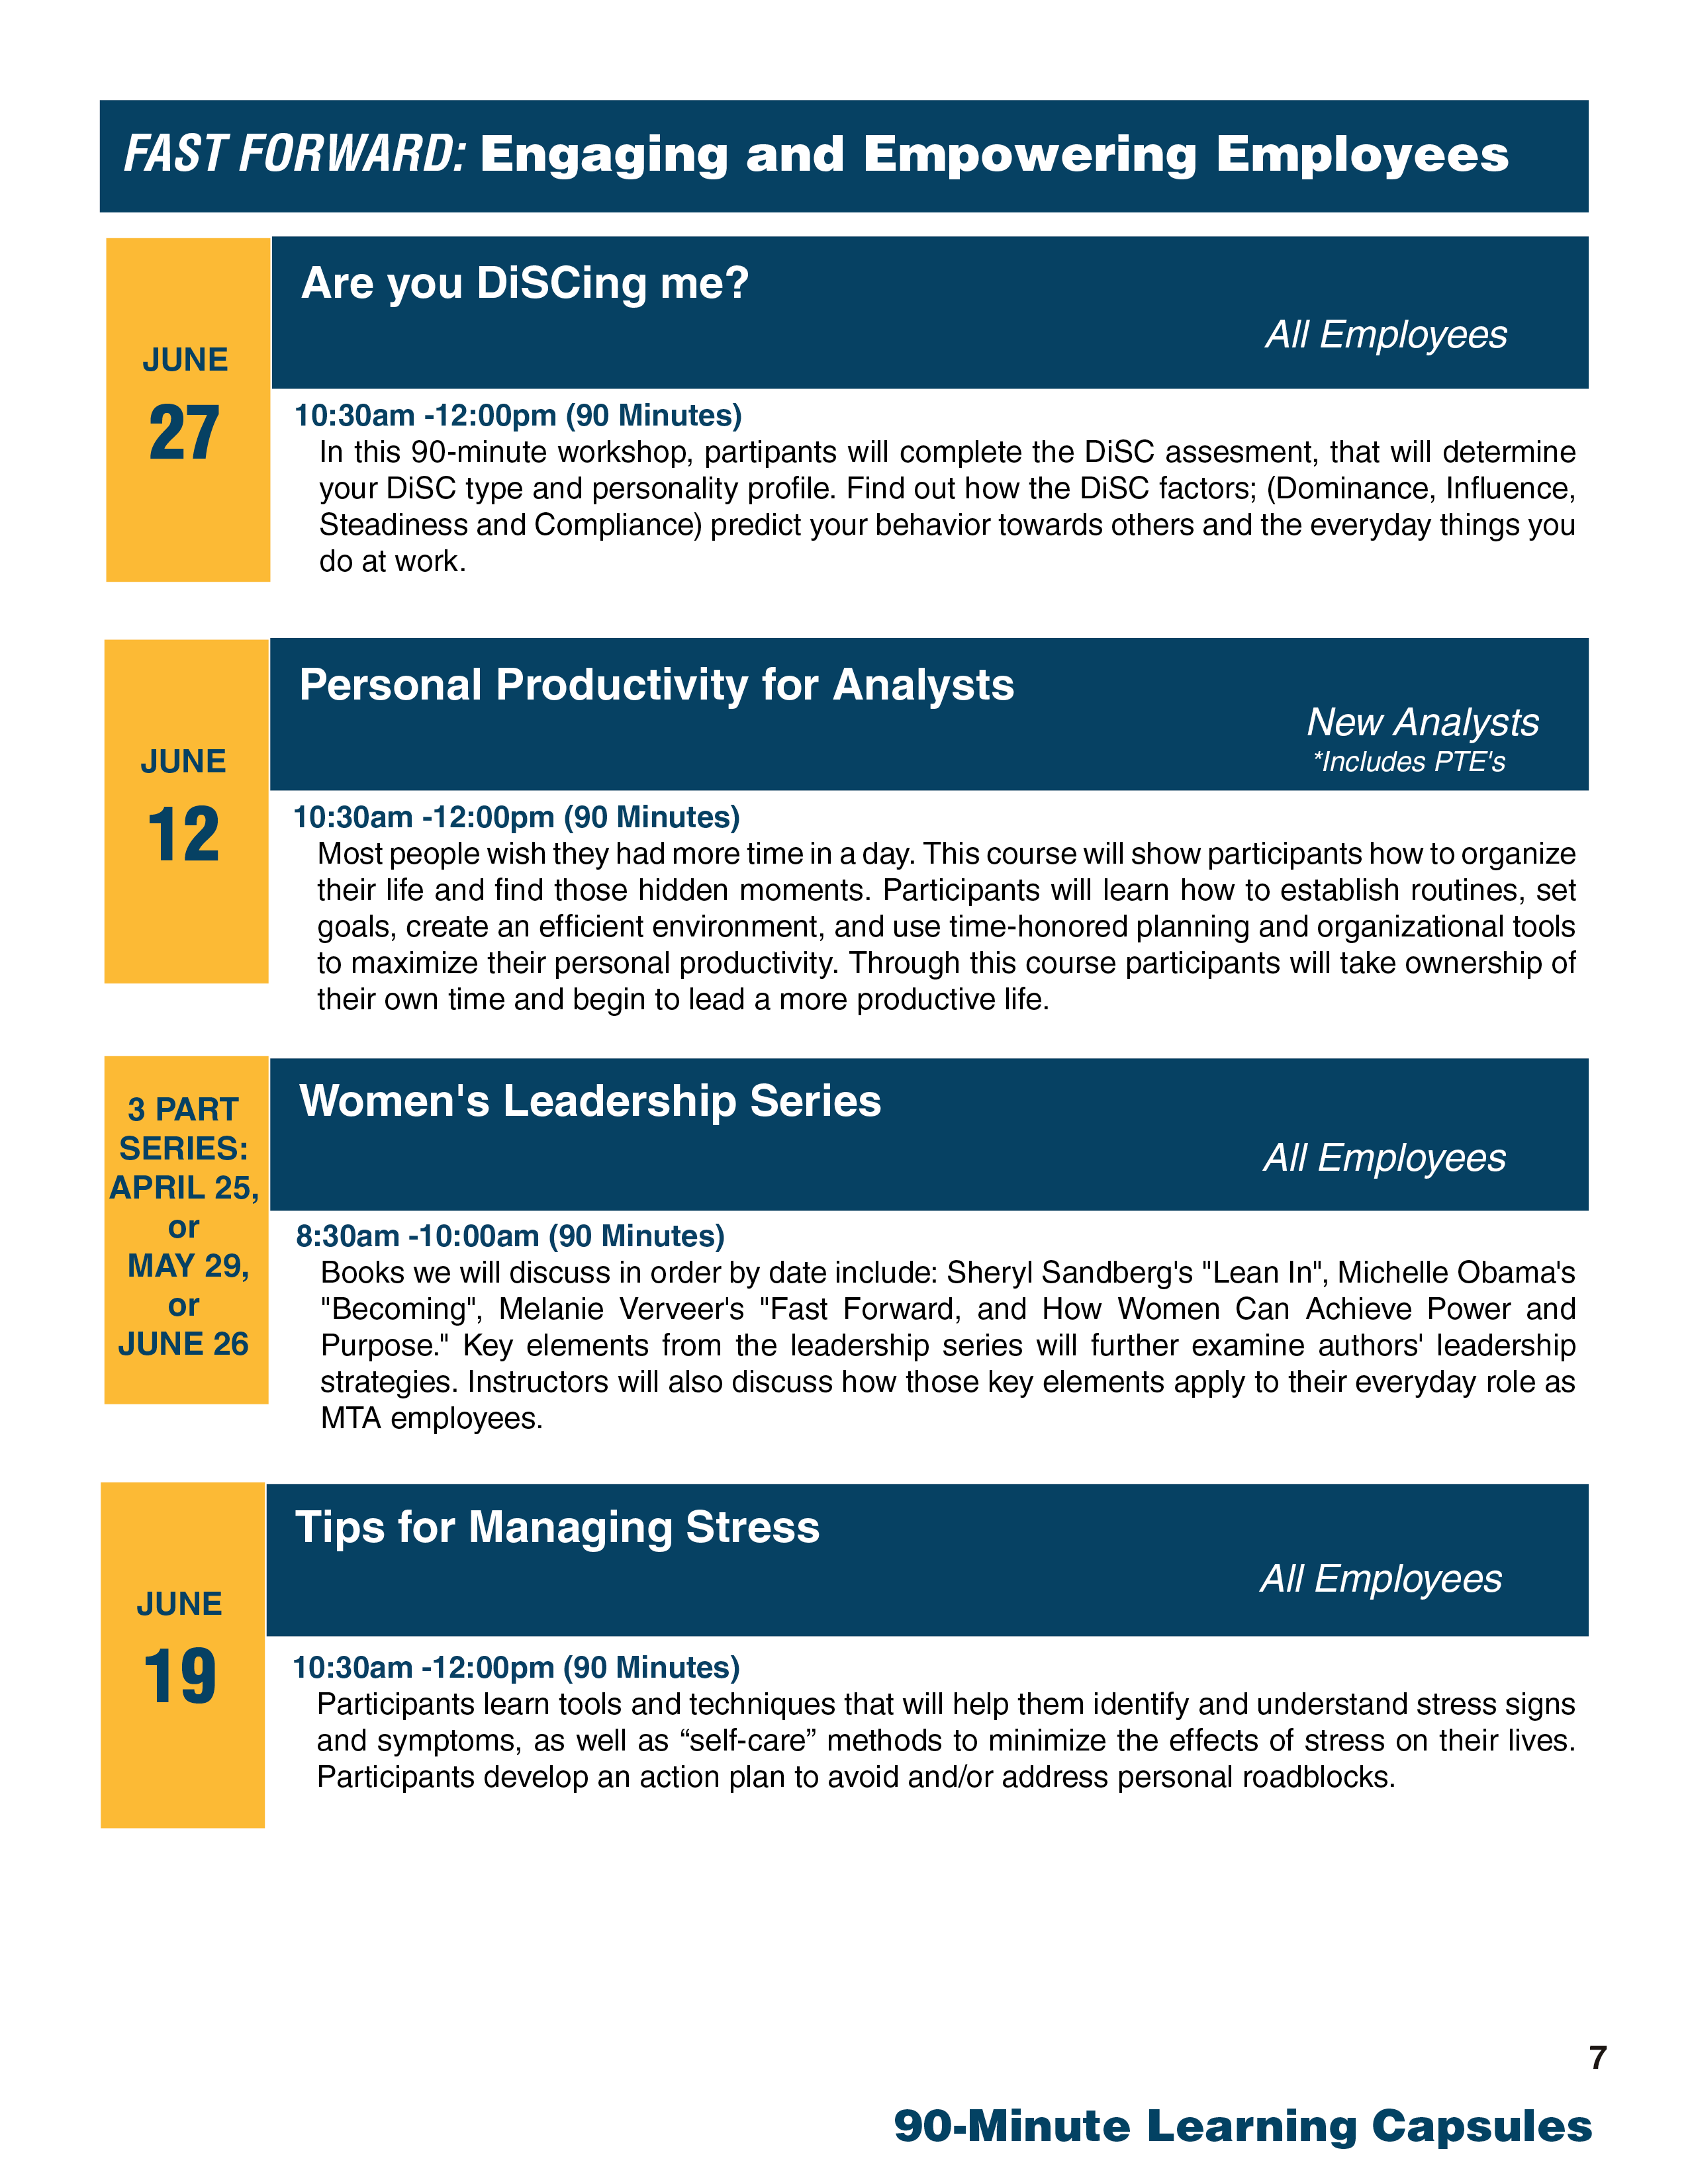 FAST FORWARD: Engaging and Empowering Employees
JUNE
27
Are you DiSCing me?
All Employees
10:30am -12:00pm (90 Minutes)
In this 90-minute workshop, partipants will complete the DiSC assesment, that will determine
your DiSC type and personality profile. Find out how the DiSC factors; (Dominance, Influence,
Steadiness and Compliance) predict your behavior towards others and the everyday things you
do at work.
JUNE
12
Personal Productivity for Analysts
New Analysts
*Includes PTE's
10:30am -12:00pm (90 Minutes)
Most people wish they had more time in a day. This course will show participants how to organize
their life and find those hidden moments. Participants will learn how to establish routines, set
goals, create an efficient environment, and use time-honored planning and organizational tools
to maximize their personal productivity. Through this course participants will take ownership of
their own time and begin to lead a more productive life.
3 PART
SERIES:
APRIL 25,
or
MAY 29,
or
JUNE 26
Women's Leadership Series
All Employees
8:30am -10:00am (90 Minutes)
Books we will discuss in order by date include: Sheryl Sandberg's "Lean In", Michelle Obama's
"Becoming", Melanie Verveer's "Fast Forward, and How Women Can Achieve Power and
Purpose." Key elements from the leadership series will further examine authors' leadership
strategies. Instructors will also discuss how those key elements apply to their everyday role as
MTA employees.
JUNE
19
Tips for Managing Stress
All Employees
10:30am -12:00pm (90 Minutes)
Participants learn tools and techniques that will help them identify and understand stress signs
and symptoms, as well as “self-care” methods to minimize the effects of stress on their lives.
Participants develop an action plan to avoid and/or address personal roadblocks.
7
90-Minute Learning Capsules